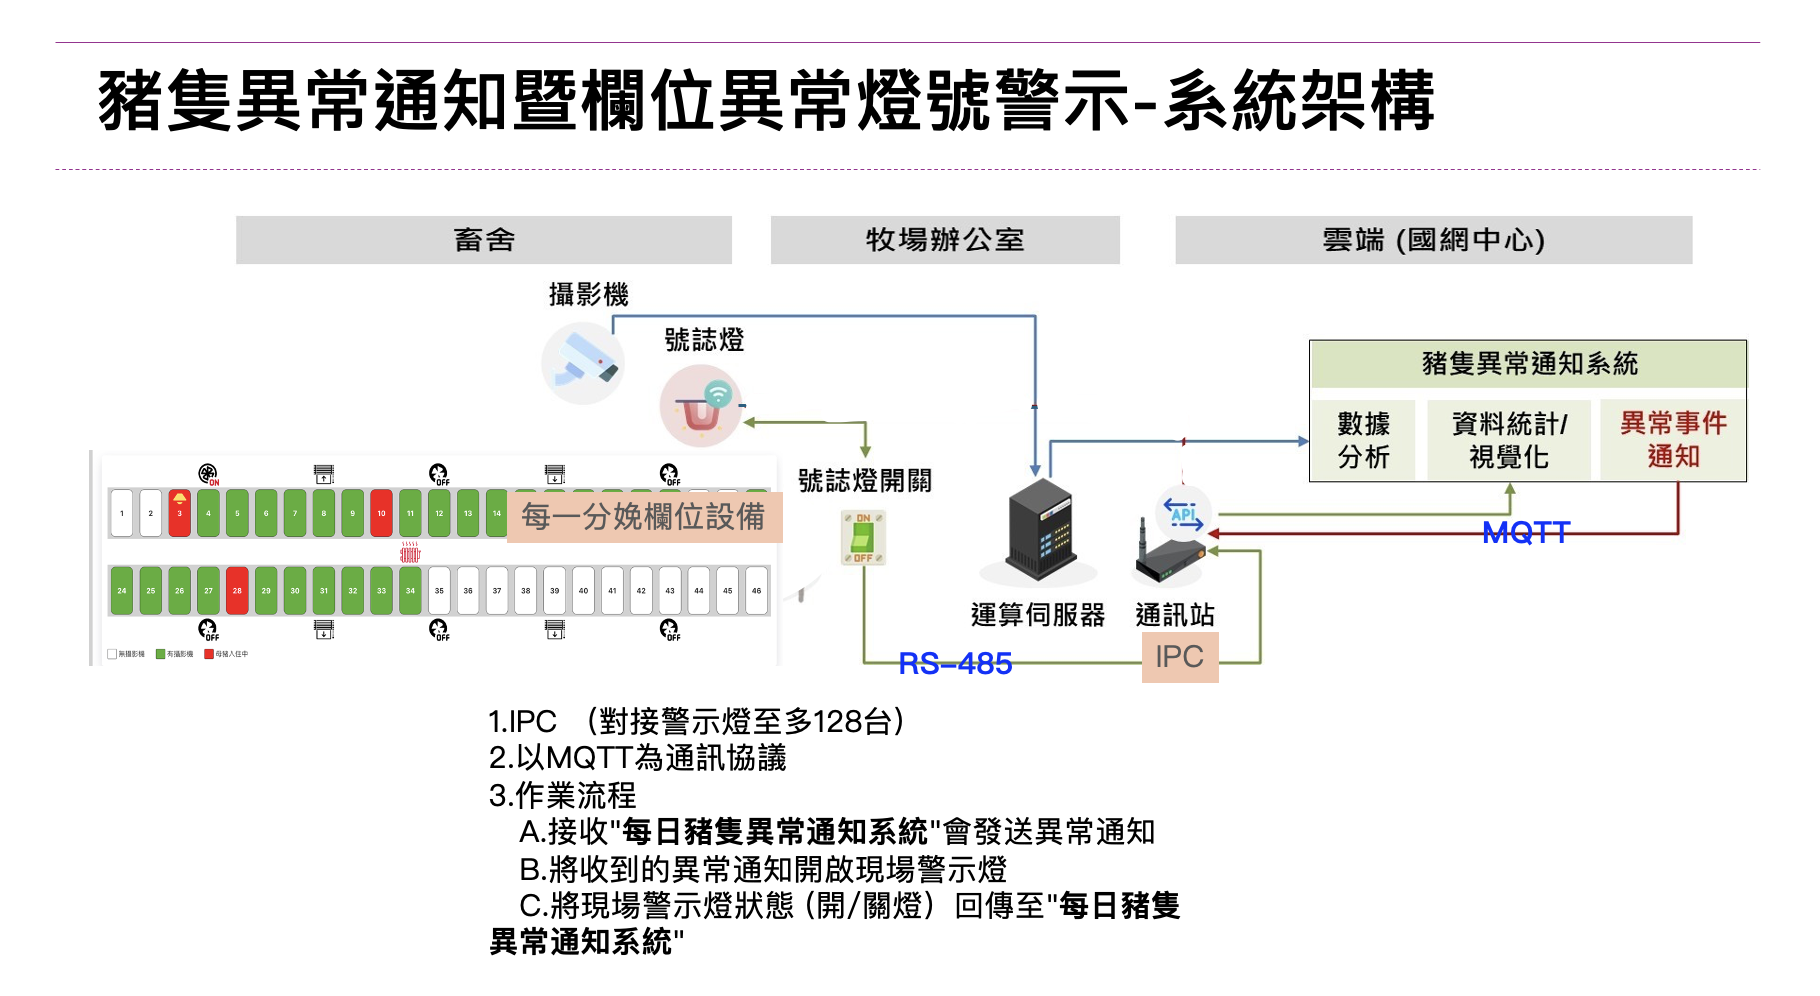 豬隻異常通知暨欄位異常燈號警示-系統架構
畜舍
牧場辦公室
雲端 (國網中心)
攝影機
號誌燈
豬隻異常通知系統
數據
分析
資料統計/
視覺化
異常事件
通知
號誌燈開關
ON
OFF
API
MQTT
運算伺服器
通訊站
IPC
RS-485
ON
OFF
OFF
1 2 3 4 5 6 7 8 9 10 11 12 13 14
每一分娩欄位設備
24 25 26 27 28 29 30 31 32 33 34 35 36 37 38 39 40 41 42 43 44 45 46
OFF
OFF
OFF
無攝影機 有攝影機 母豬入住中
1.IPC （對接警示燈至多128台）
2.以MQTT為通訊協議
3.作業流程
A.接收"每日豬隻異常通知系統"會發送異常通知
B.將收到的異常通知開啟現場警示燈
C.將現場警示燈狀態（開/關燈）回傳至"每日豬隻
異常通知系統"